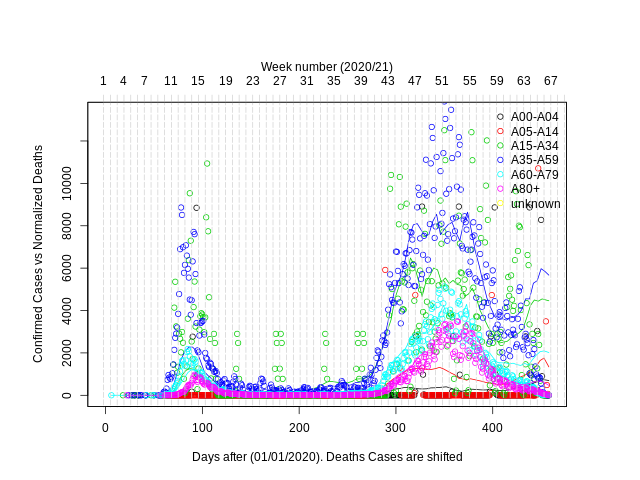 Week number (2020/21)
1 4 7 11 15 19 23 27 31 35 39 43 47 51 55 59 63 67
Confirmed Cases vs Normalized Deaths
0 2000 4000 6000 8000 10000
A00-A04
A05-A14
A15-A34
A35-A59
A60-A79
A80+
unknown
0 100 200 300 400
Days after (01/01/2020). Deaths Cases are shifted